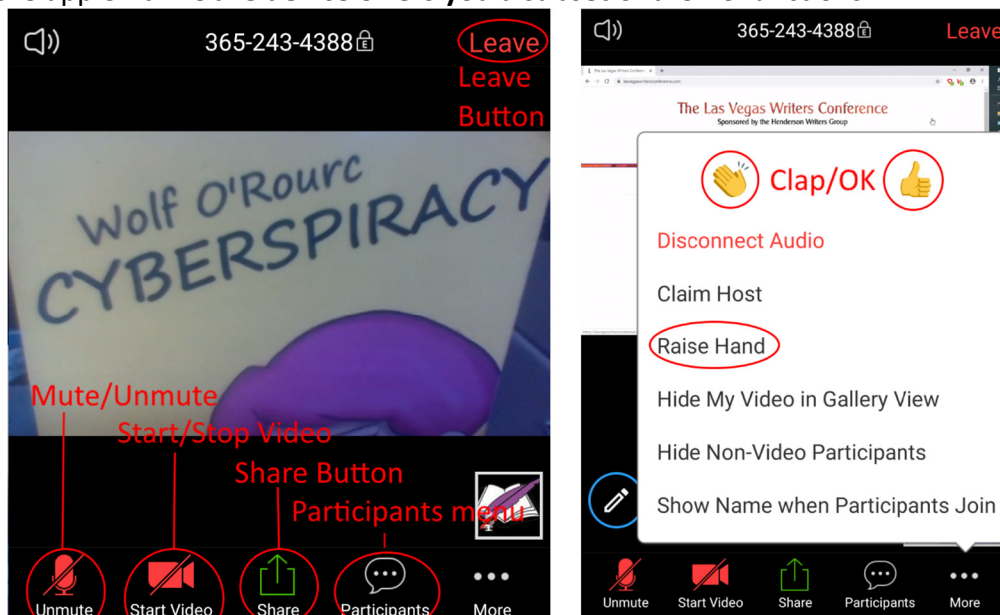 365-243-4388
Leave
Leave
Button
Wolf O'Rourc
CYBERSPIRACY
Mute/Unmute
Start/Stop Video
Share Button
Participants menu
Unmute
Start Video
Share
Participants
More
365-243-4388
Leave
The Las Vegas Writers Conference
Sponsored by the Henderson Writers Group
Clap/OK
Disconnect Audio
Claim Host
Raise Hand
Hide My Video in Gallery View
Hide Non-Video Participants
Show Name when Participants Join
Unmute
Start Video
Share
Participants
More